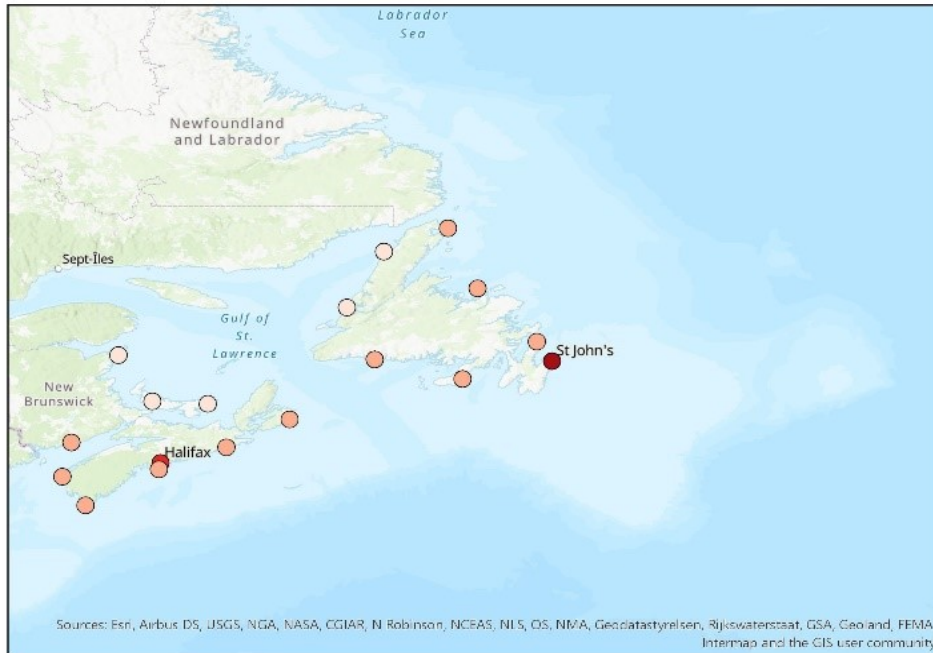 Labrador
Sea
Newfoundland
and Labrador
Sept-Îles
Gulf of
St.
Lawrence
St John's
New
Brunswick
Halifax
Sources: Esri, Airbus DS, USGS, NGA, NASA, CGIAR, N Robinson, NCEAS, NLS, OS, NMA, Geodatastyrelsen, Rijkswaterstaat, GSA, Geoland, FEMA,
Intermap and the GIS user community